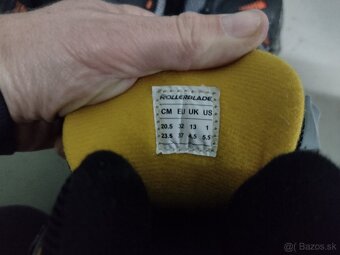 ROLLERBLADE
CM EU UK US
20.5 32 13 1
23.5 37 4.5 5.5
© Bazos.sk